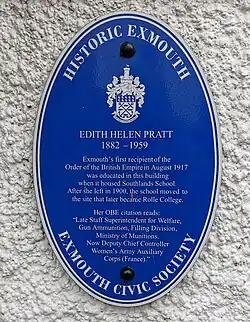 HISTORIC EXMOUTH
EDITH HELEN PRATT
1882 – 1959
Exmouth's first recipient of the
Order of the British Empire in August 1917
was educated in this building
when it housed Southlands School.
After she left in 1900, the school moved to
the site that later became Rolle College.
Her OBE citation reads:
"Late Staff Superintendent for Welfare,
Gun Ammunition, Filling Division,
Ministry of Munitions.
Now Deputy Chief Controller
Women's Army Auxiliary
Corps (France)."
EXMOUTH CIVIC SOCIETY